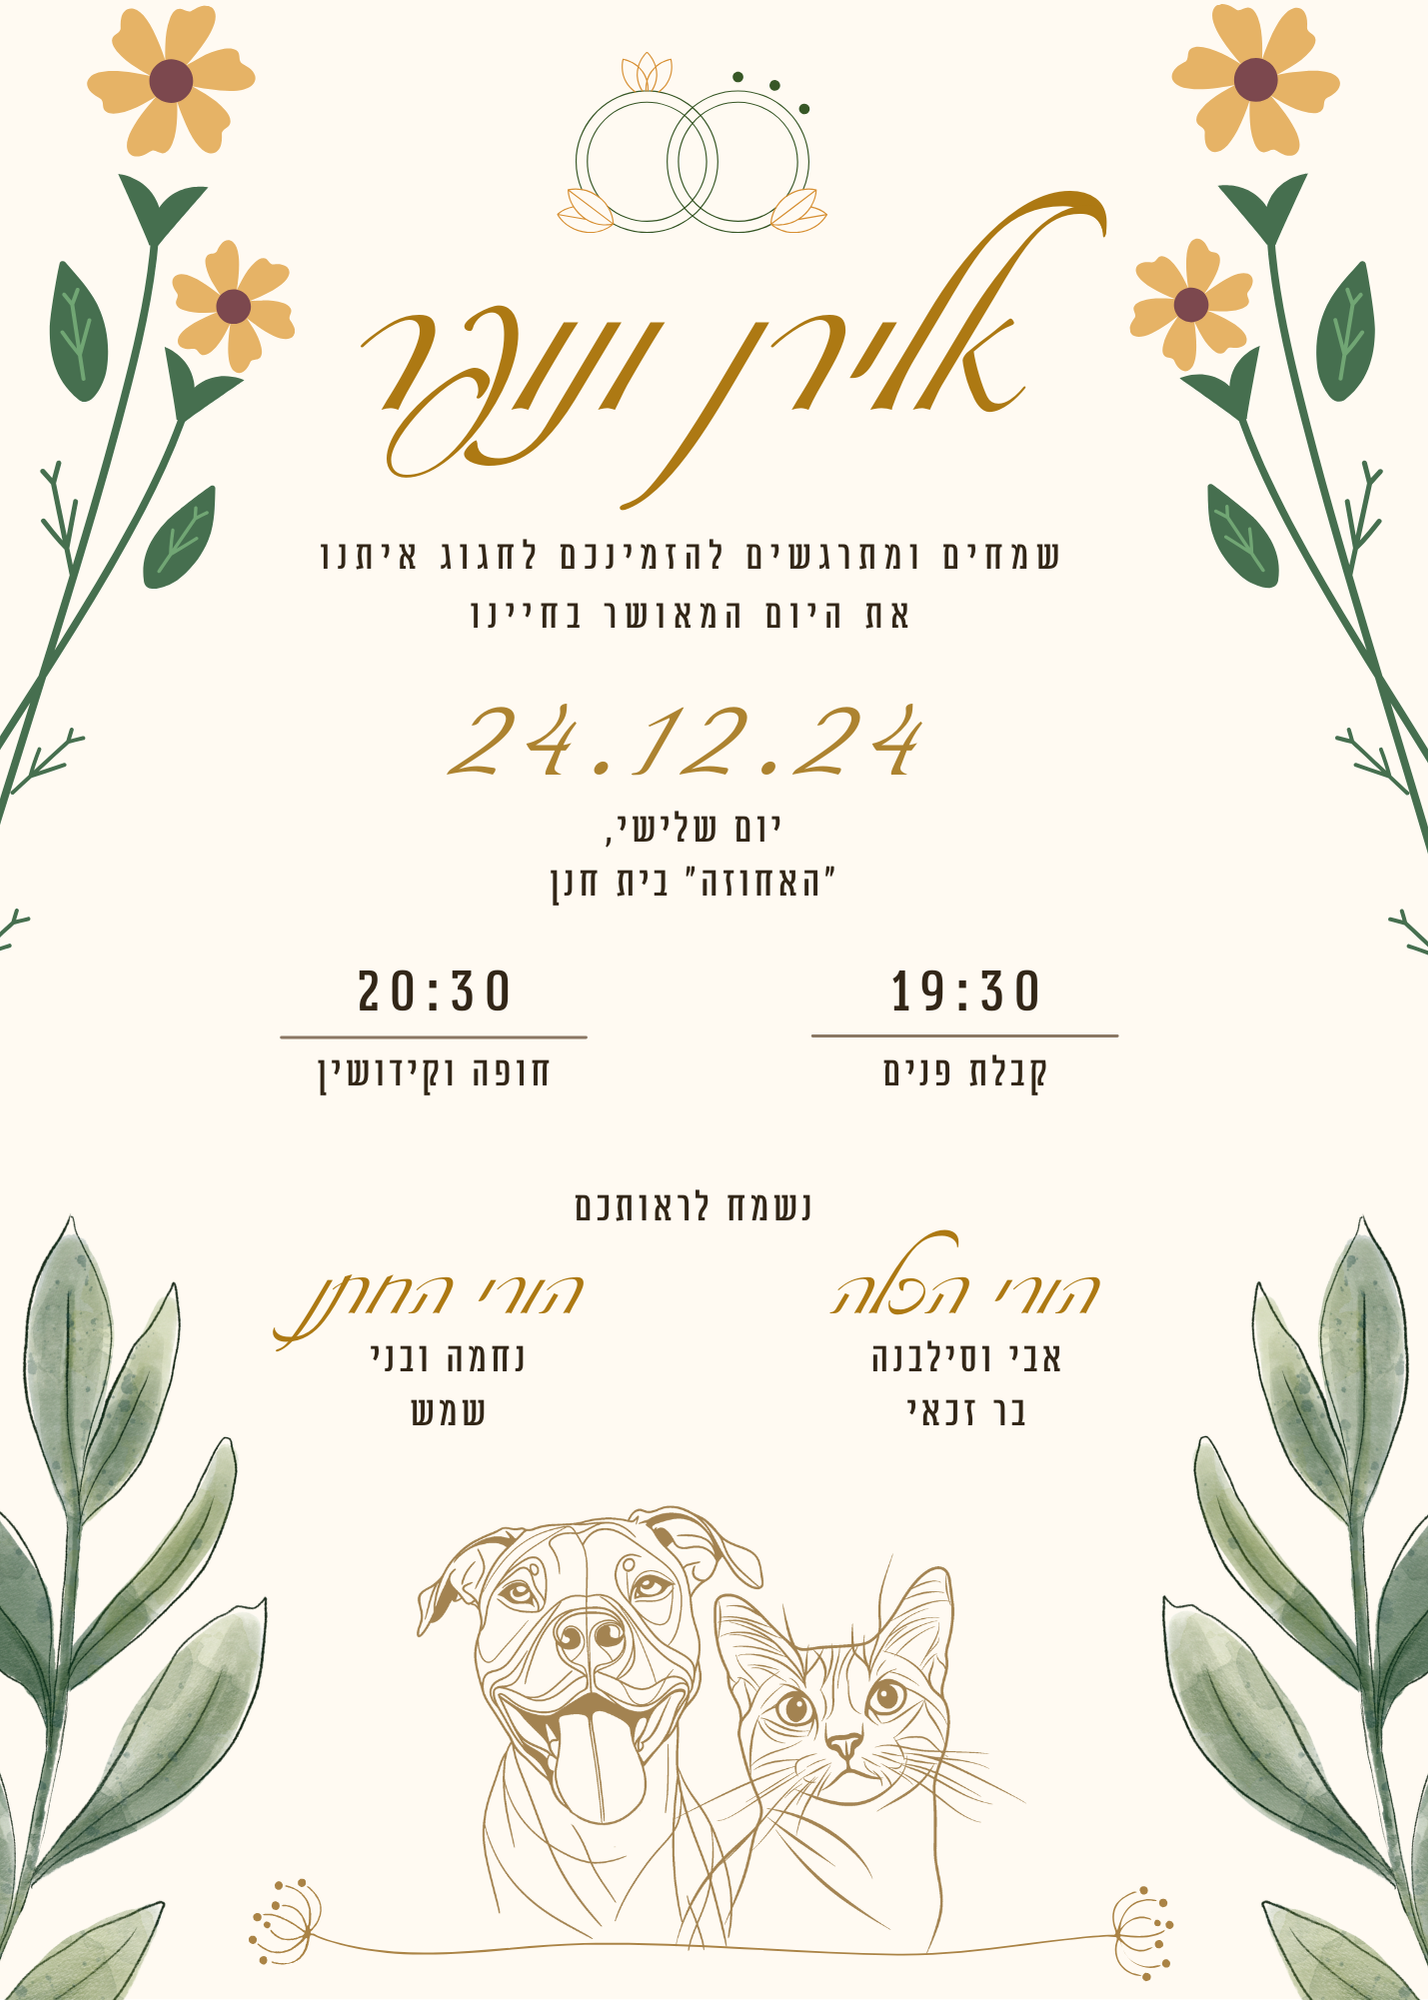 אלירן ונופר
שמחים ומתרגשים להזמינכם לחגוג איתנו
את היום המאושר בחיינו
24.12.24
יום שלישי,
"האחוזה" בית חנן
19:30
קבלת פנים
20:30
חופה וקידושין
נשמח לראותכם
הורי הכלה
אבי וסילבנה
בר זכאי
הורי החתן
נחמה ובני
שמש